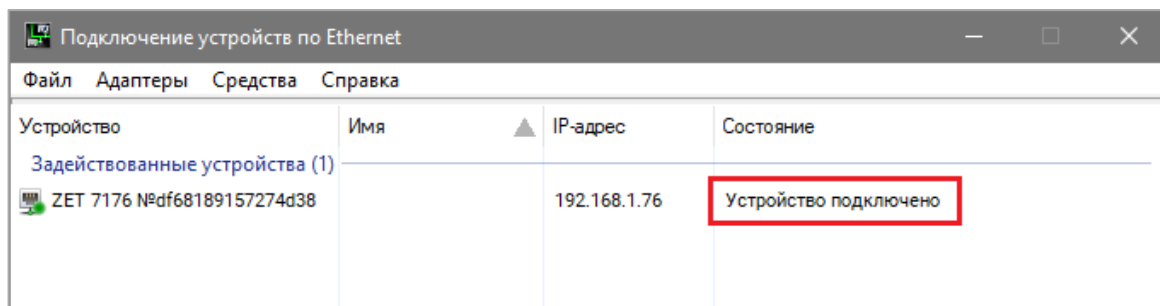 Подключение устройств по Ethernet
Файл Адаптеры Средства Справка
Устройство Имя IP-адрес Состояние
Задействованные устройства (1)
ZET 7176 №df68189157274d38 192.168.1.76 Устройство подключено